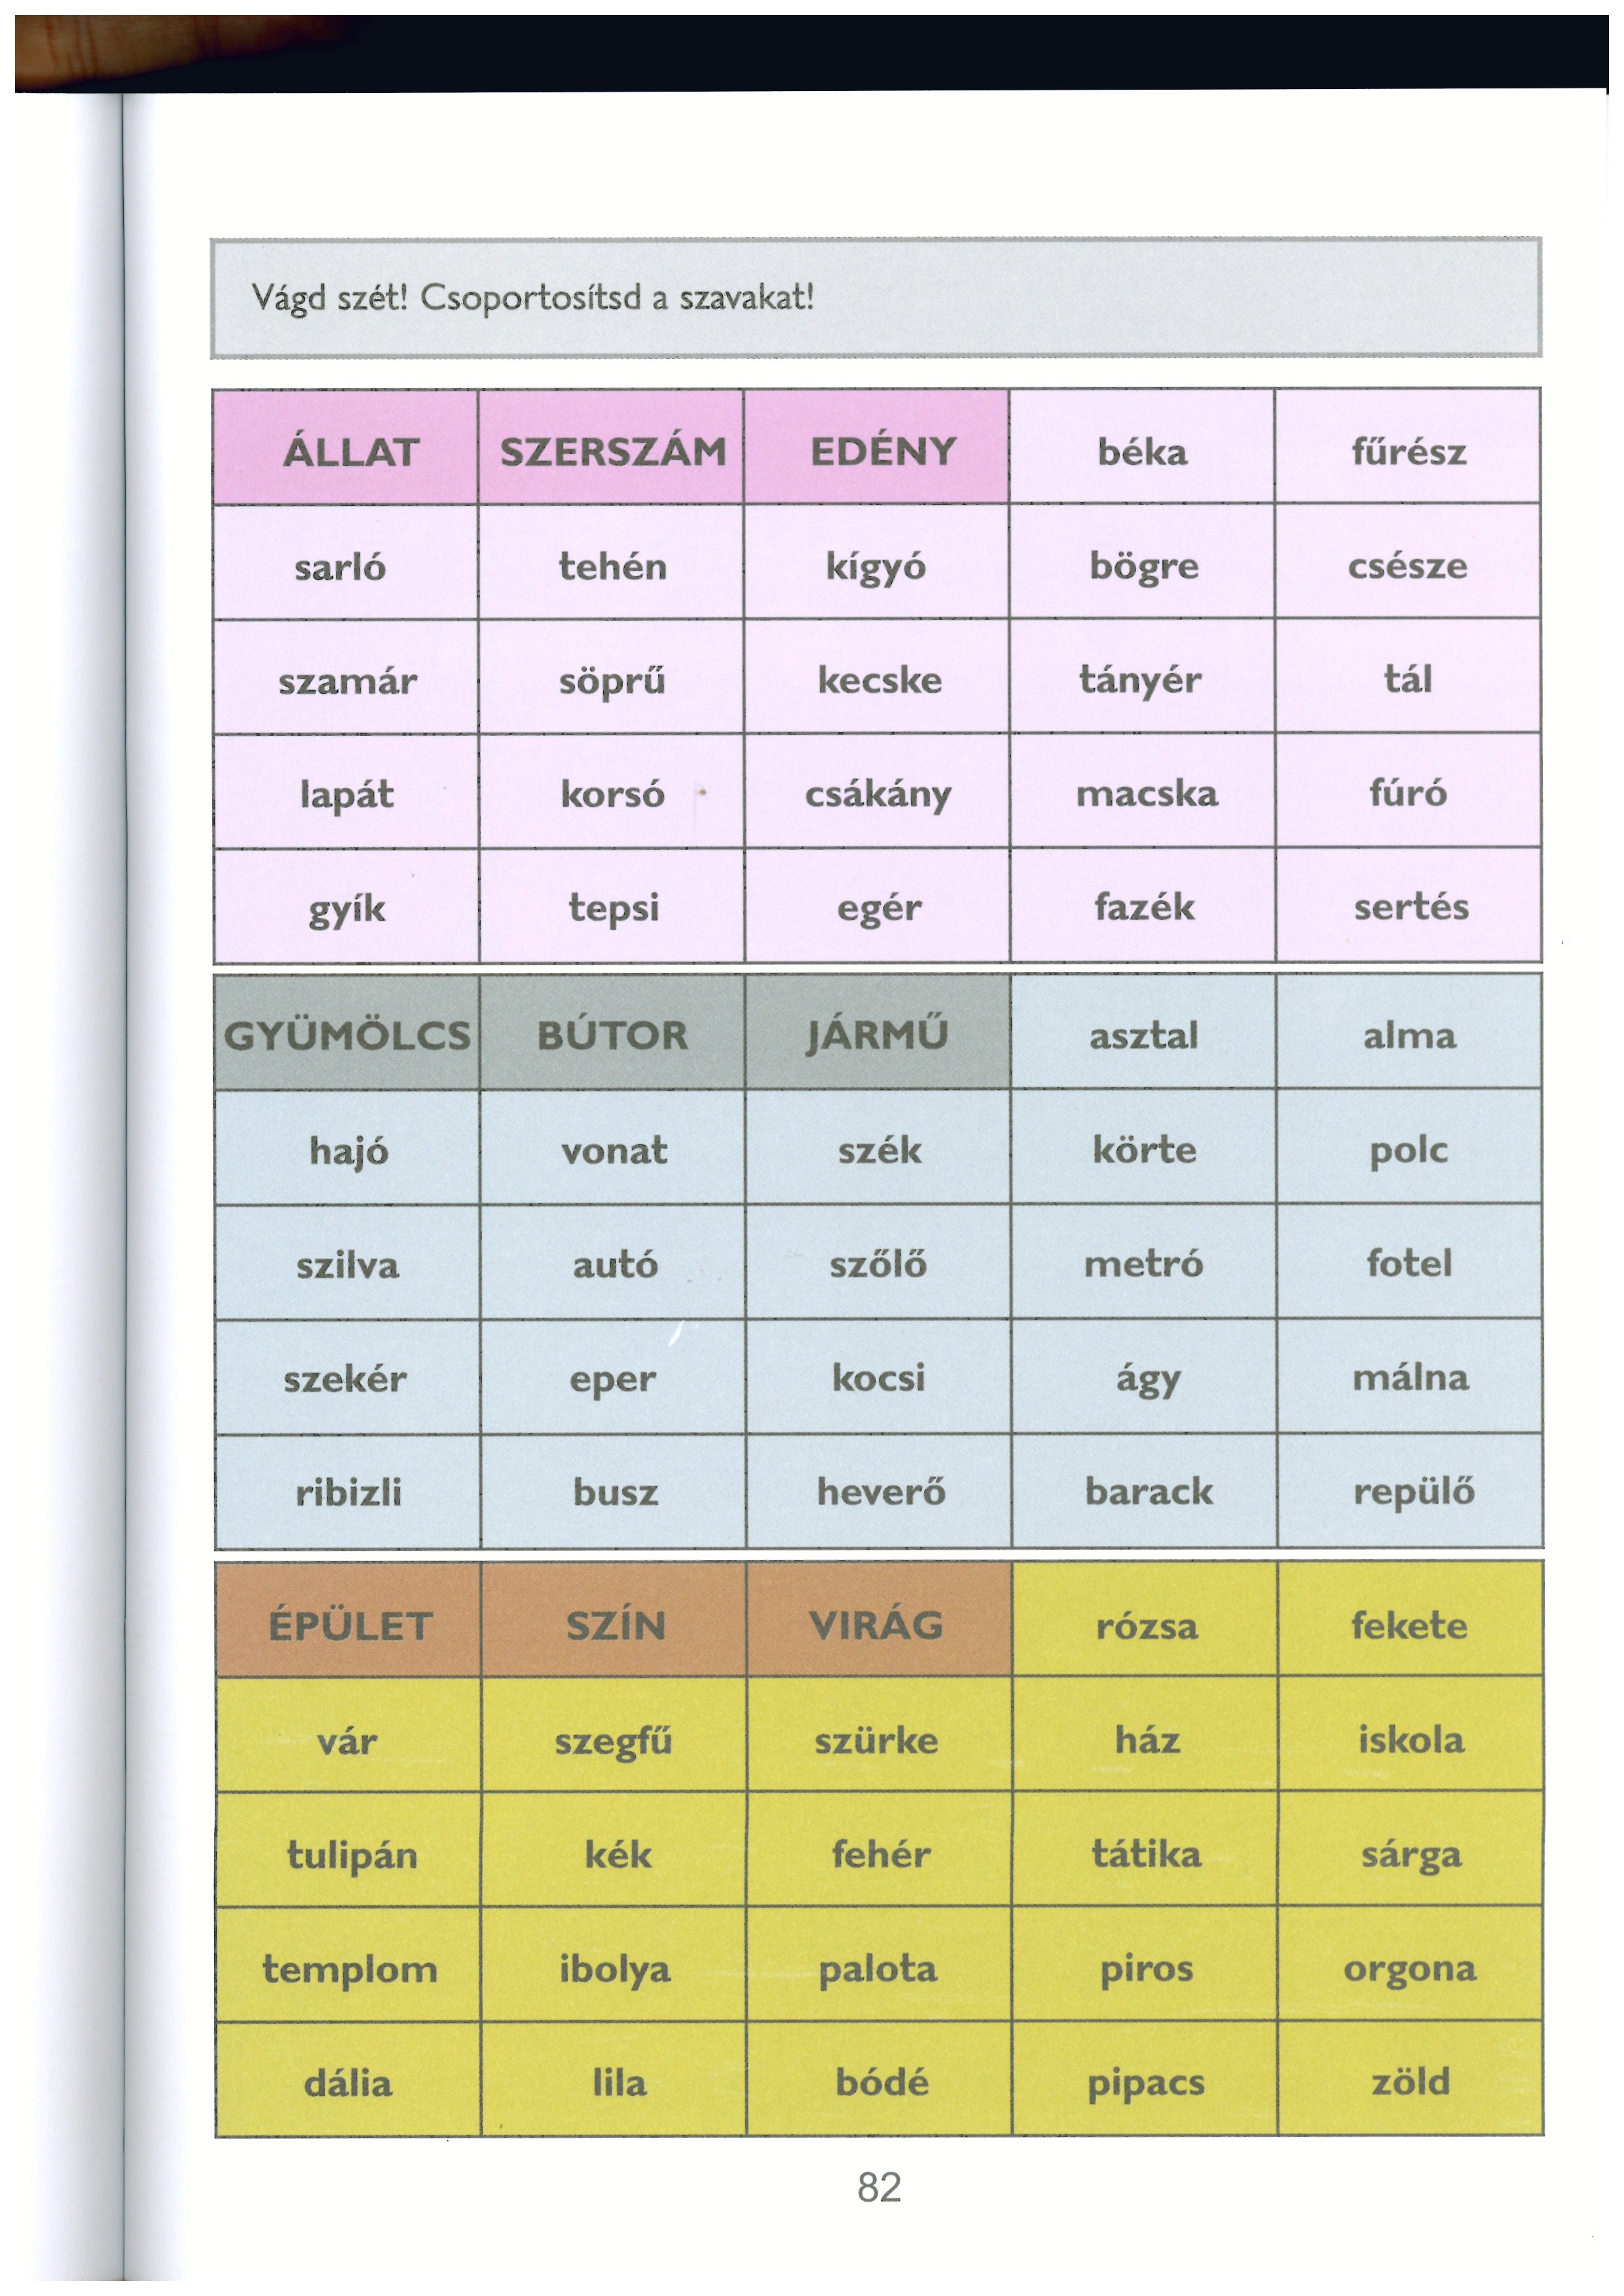 Vágd szét! Csoportosítsd a szavakat!
ÁLLAT SZERSZÁM EDÉNY béka fűrész
sarló tehén kígyó bögre csésze
szamár söprű kecske tányér tál
lapát korsó csákány macska fúró
gyík tepsi egér fazék sertés
GYÜMÖLCS BÚTOR JÁRMŰ asztal alma
hajó vonat szék körte polc
szilva autó szőlő metró fotel
szekér eper kocsi ágy málna
ribizli busz heverő barack repülő
ÉPÜLET SZÍN VIRÁG rózsa fekete
vár szegfű szürke ház iskola
tulipán kék fehér tátika sárga
templom ibolya palota piros orgona
dália lila bódé pipacs zöld
82